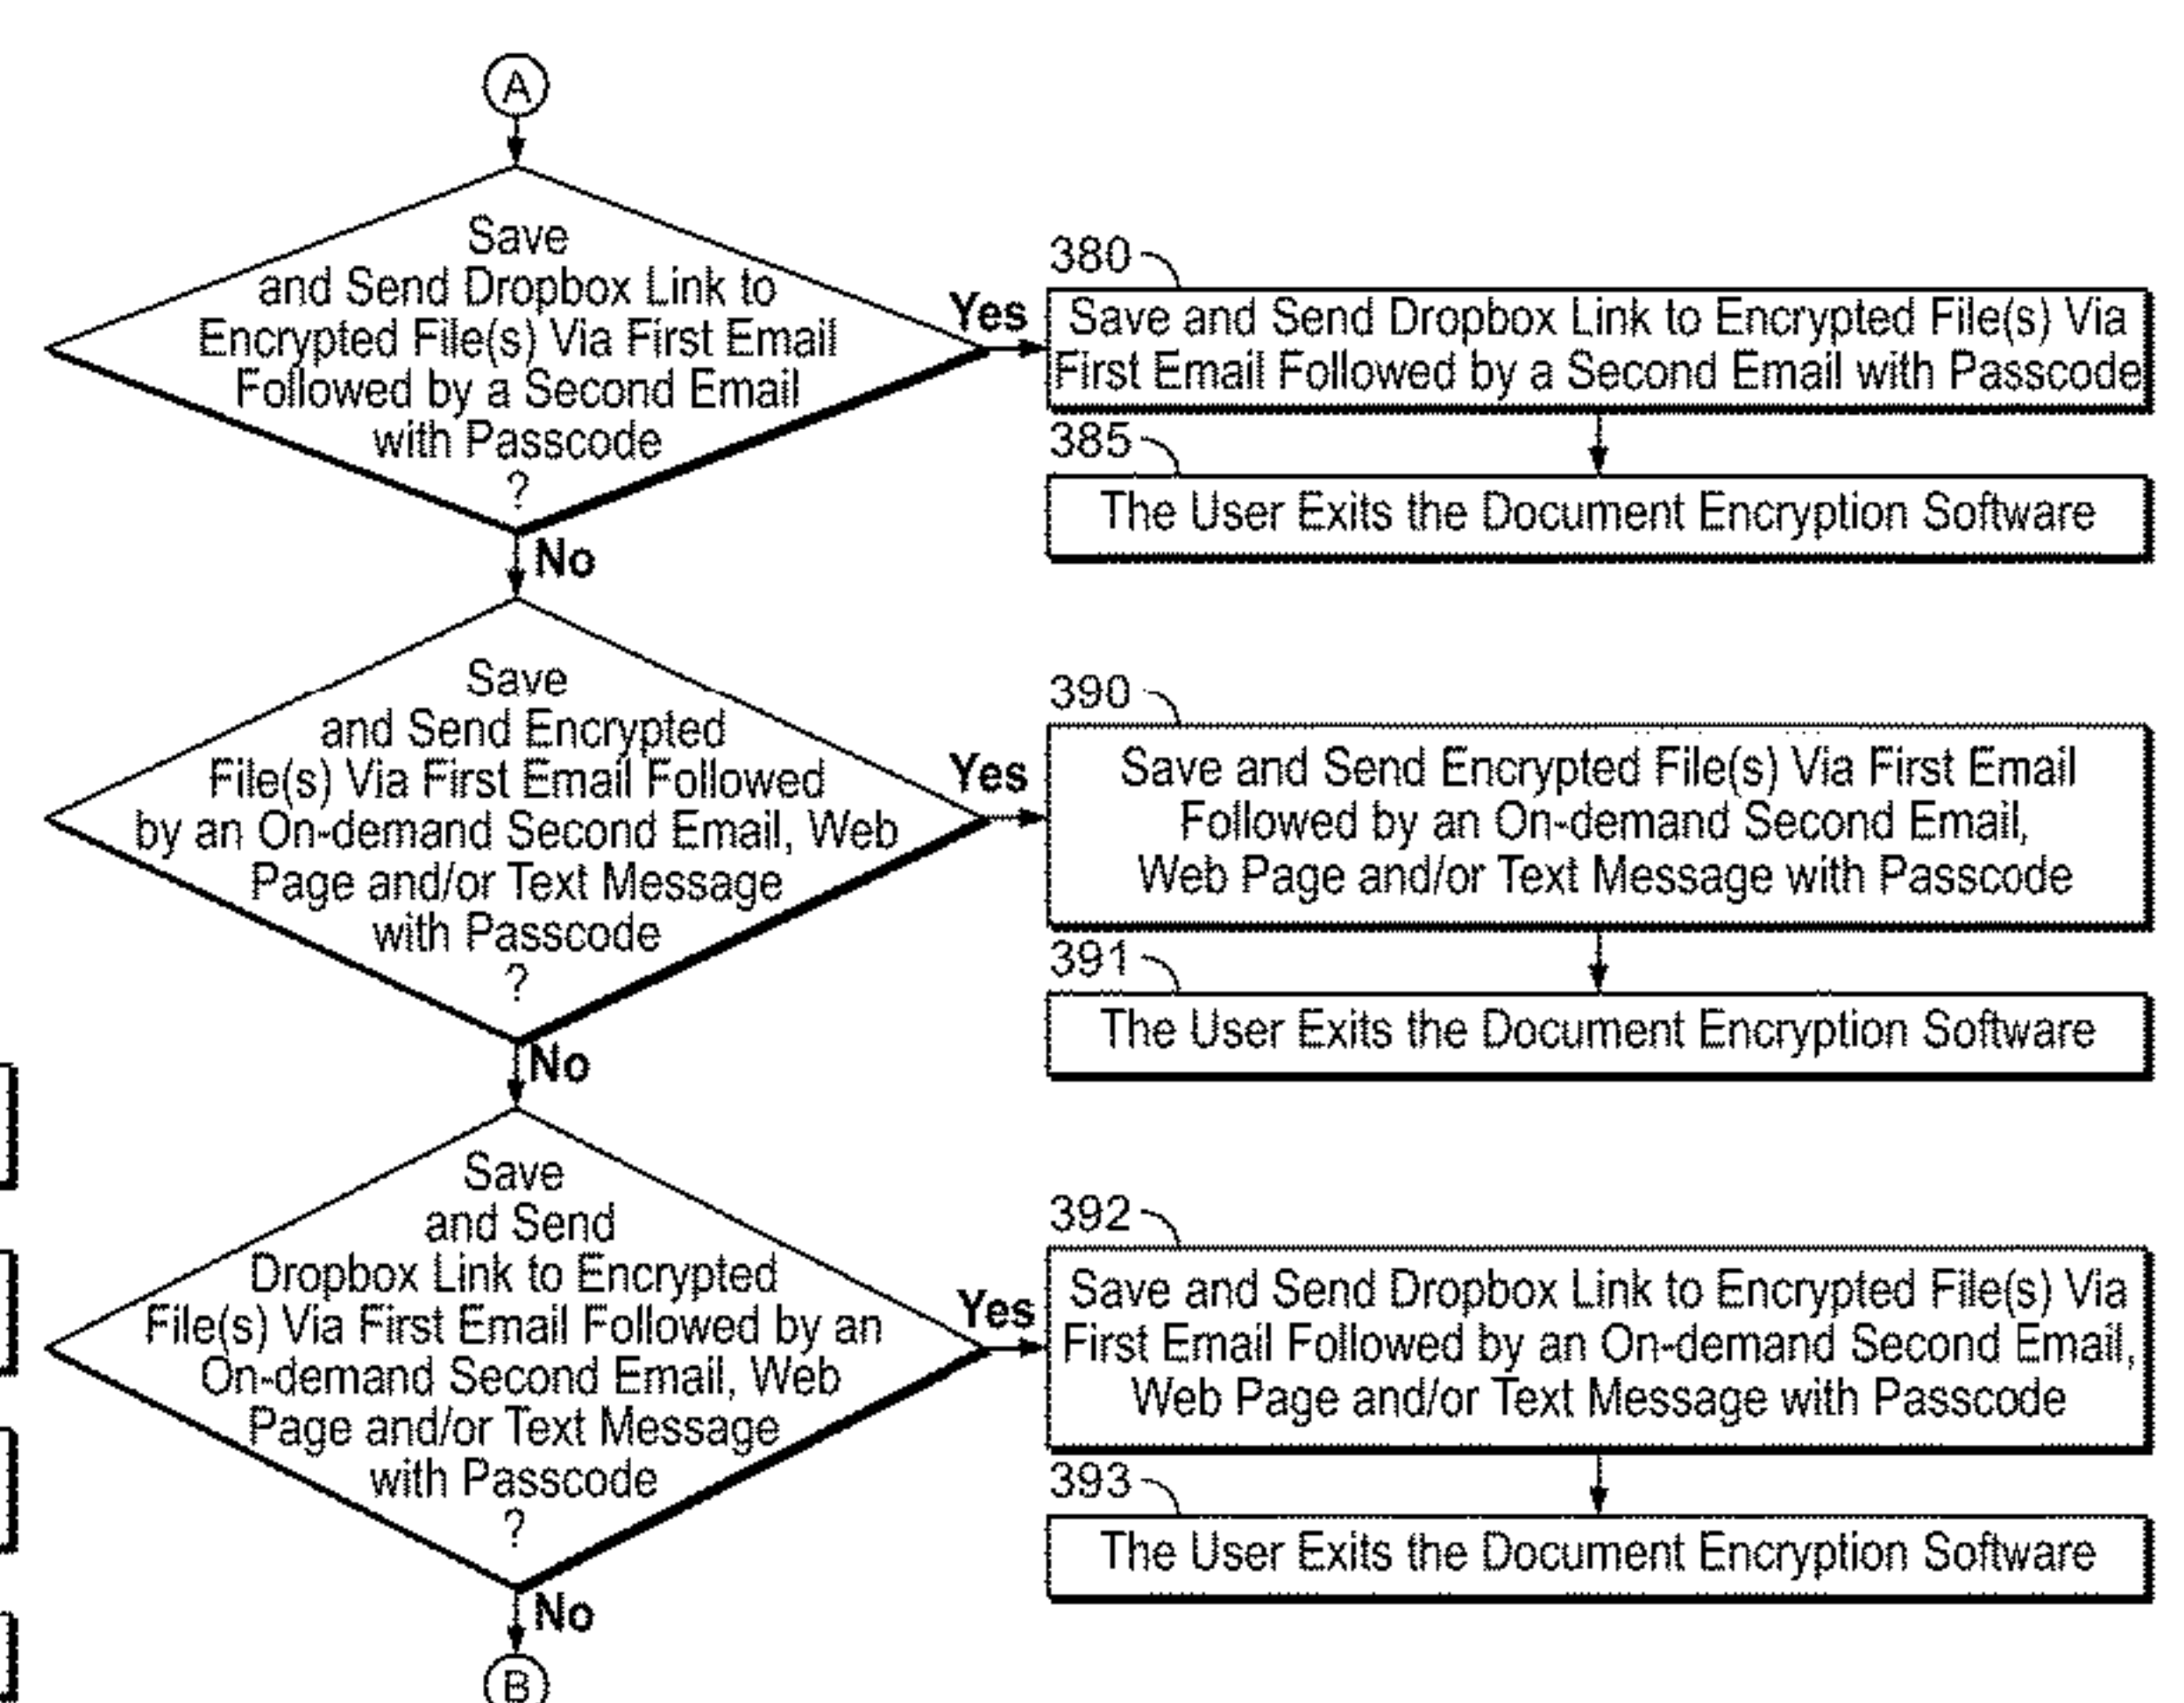 A
Save
and Send Dropbox Link to
Encrypted File(s) Via First Email
Followed by a Second Email
with Passcode
?
Yes
No
380
Save and Send Dropbox Link to Encrypted File(s) Via
First Email Followed by a Second Email with Passcode
385
The User Exits the Document Encryption Software
Save
and Send Encrypted
File(s) Via First Email Followed
by an On-demand Second Email, Web
Page and/or Text Message
with Passcode
?
Yes
No
390
Save and Send Encrypted File(s) Via First Email
Followed by an On-demand Second Email,
Web Page and/or Text Message with Passcode
391
The User Exits the Document Encryption Software
Save
and Send
Dropbox Link to Encrypted
File(s) Via First Email Followed by an
On-demand Second Email, Web
Page and/or Text Message
with Passcode
?
Yes
No
392
Save and Send Dropbox Link to Encrypted File(s) Via
First Email Followed by an On-demand Second Email,
Web Page and/or Text Message with Passcode
393
The User Exits the Document Encryption Software
B